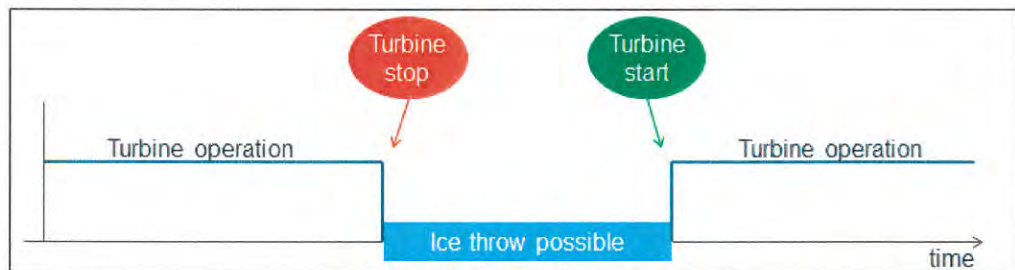 Turbine
stop
Turbine
start
Turbine operation
Turbine operation
Ice throw possible
time